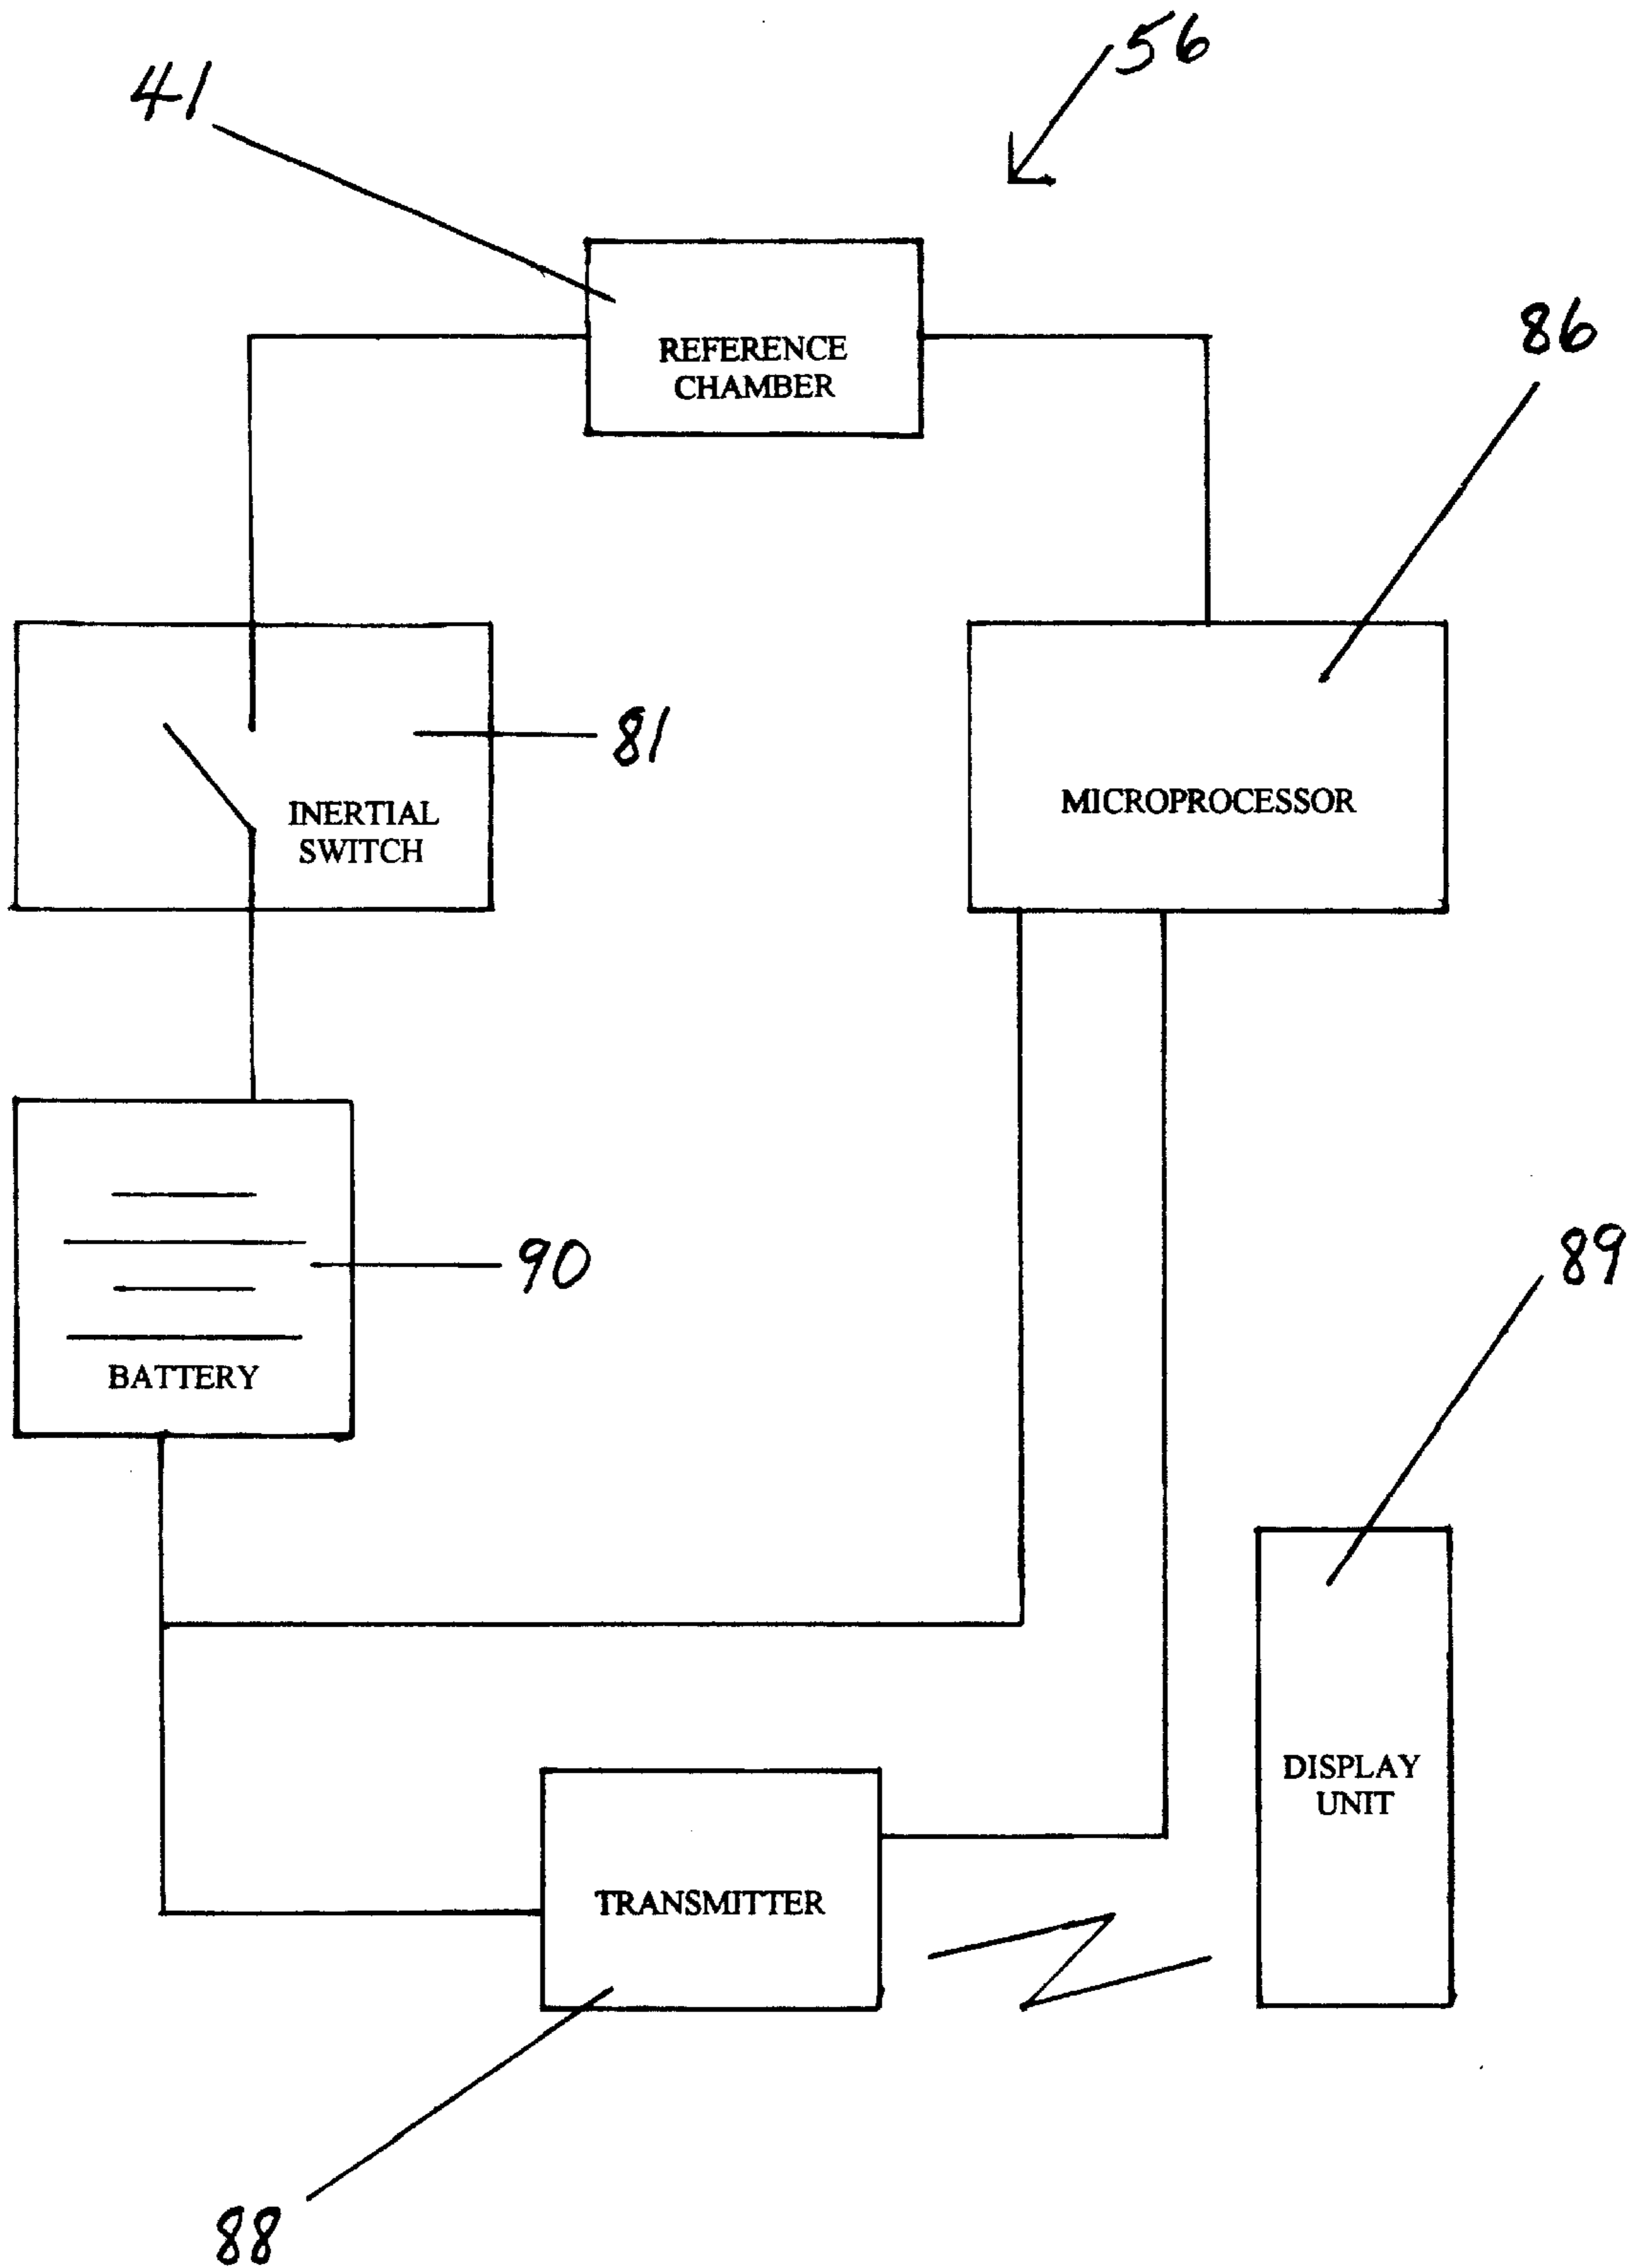 56
41
REFERENCE
CHAMBER
86
81
INERTIAL
SWITCH
MICROPROCESSOR
90
BATTERY
89
DISPLAY
UNIT
TRANSMITTER
88